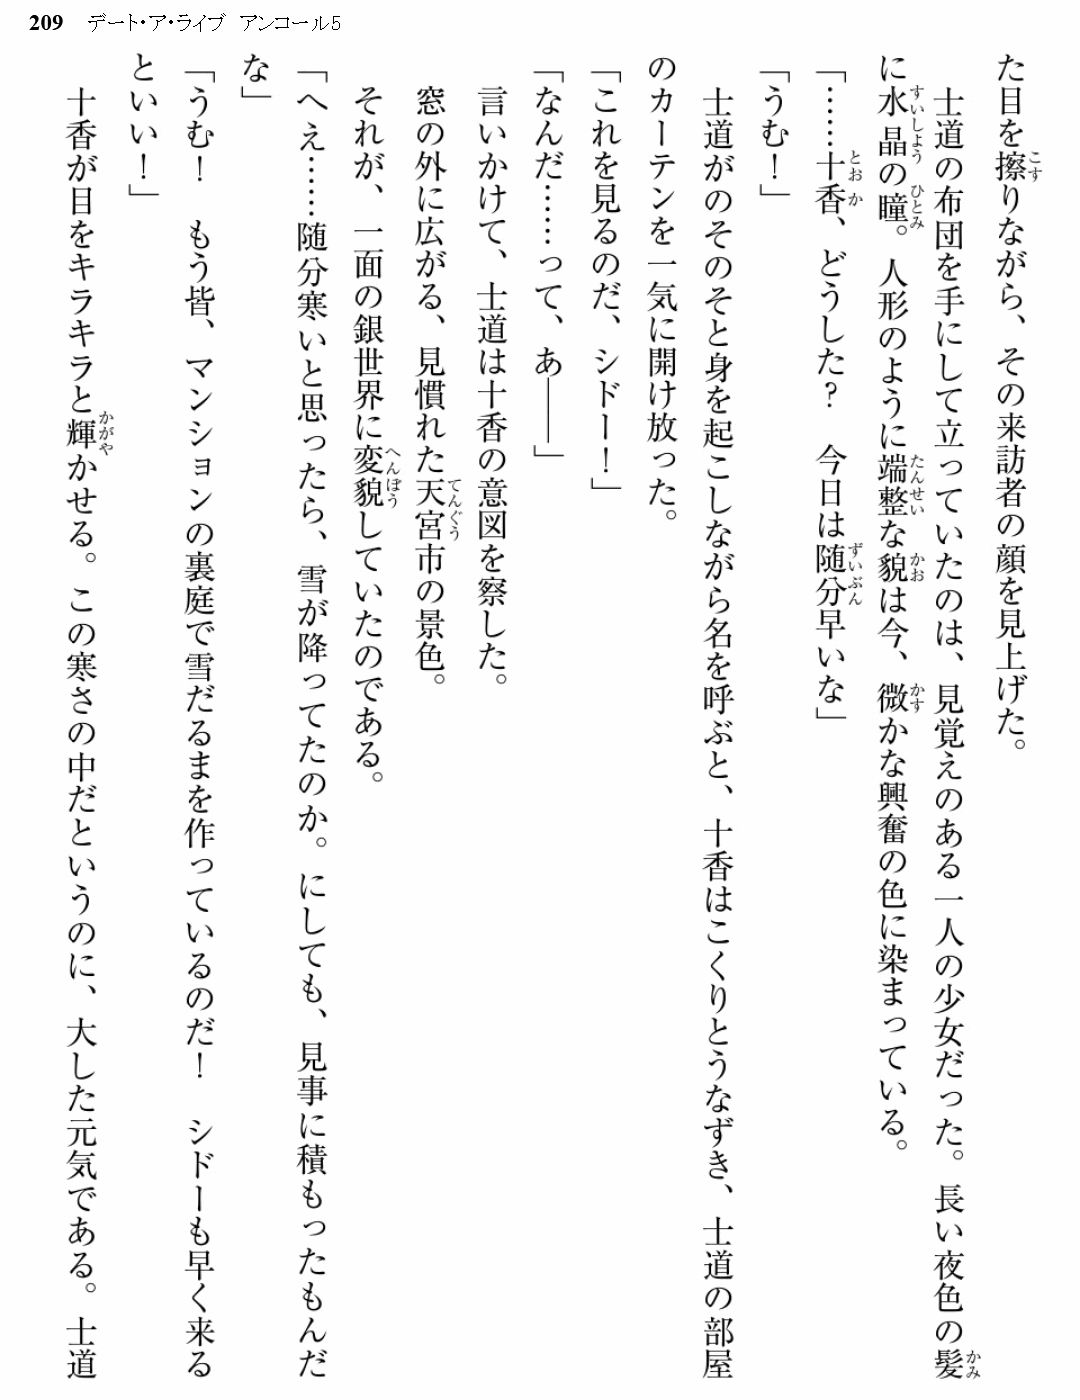 209 デート・ア・ライブ アンコール5
た目を擦りながら、その来訪者の顔を見上げた。
　士道の布団を手にして立っていたのは、見覚えのある一人の少女だった。長い夜色の髪
に水晶の瞳。人形のように端整な貌は今、微かな興奮の色に染まっている。
「……十香、どうした？　今日は随分早いな」
「うむ！」
　士道がのそのそと身を起こしながら名を呼ぶと、十香はこくりとうなずき、士道の部屋
のカーテンを一気に開け放った。
「これを見るのだ、シドー！」
「なんだ……って、あ――」
　言いかけて、士道は十香の意図を察した。
　窓の外に広がる、見慣れた天宮市の景色。
　それが、一面の銀世界に変貌していたのである。
「へぇ……随分寒いと思ったら、雪が降ってたのか。にしても、見事に積もったもんだ
な」
「うむ！　もう皆、マンションの裏庭で雪だるまを作っているのだ！　シドーも早く来る
といい！」
　十香が目をキラキラと輝かせる。この寒さの中だというのに、大した元気である。士道